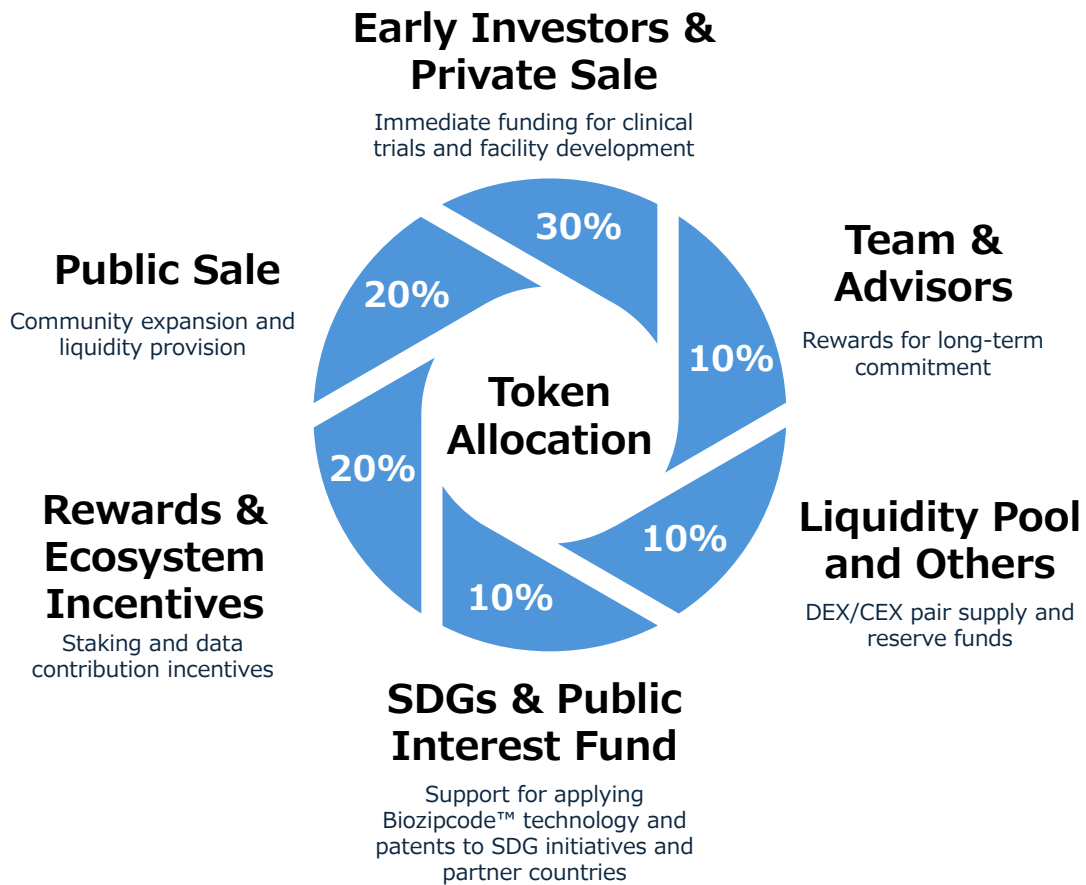 Early Investors &
Private Sale
Immediate funding for clinical
trials and facility development
30%
Team &
Advisors
Rewards for long-term
commitment
10%
Liquidity Pool
and Others
DEX/CEX pair supply and
reserve funds
10%
SDGs & Public
Interest Fund
Support for applying
Biozipcode™ technology and
patents to SDG initiatives and
partner countries
10%
Rewards &
Ecosystem
Incentives
Staking and data
contribution incentives
20%
Public Sale
Community expansion and
liquidity provision
20%
Token
Allocation